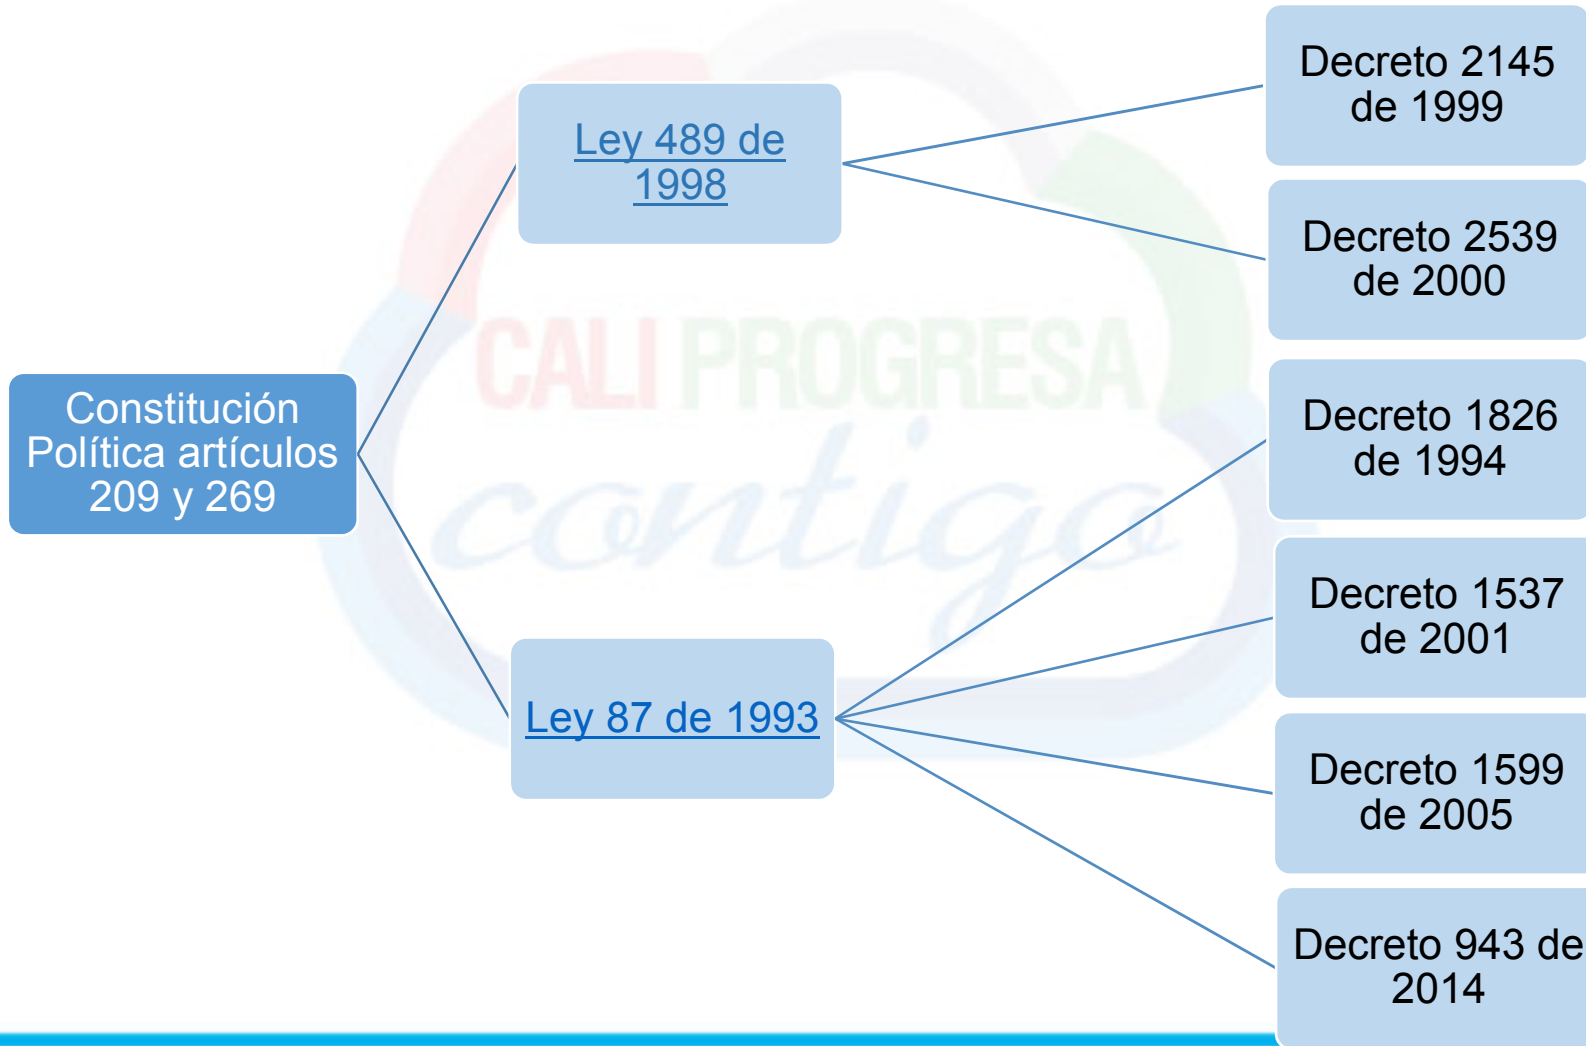 Constitución
Política artículos
209 y 269
Ley 489 de
1998
Ley 87 de 1993
Decreto 2145
de 1999
Decreto 2539
de 2000
Decreto 1826
de 1994
Decreto 1537
de 2001
Decreto 1599
de 2005
Decreto 943 de
2014
CALI PROGRESA
contigo